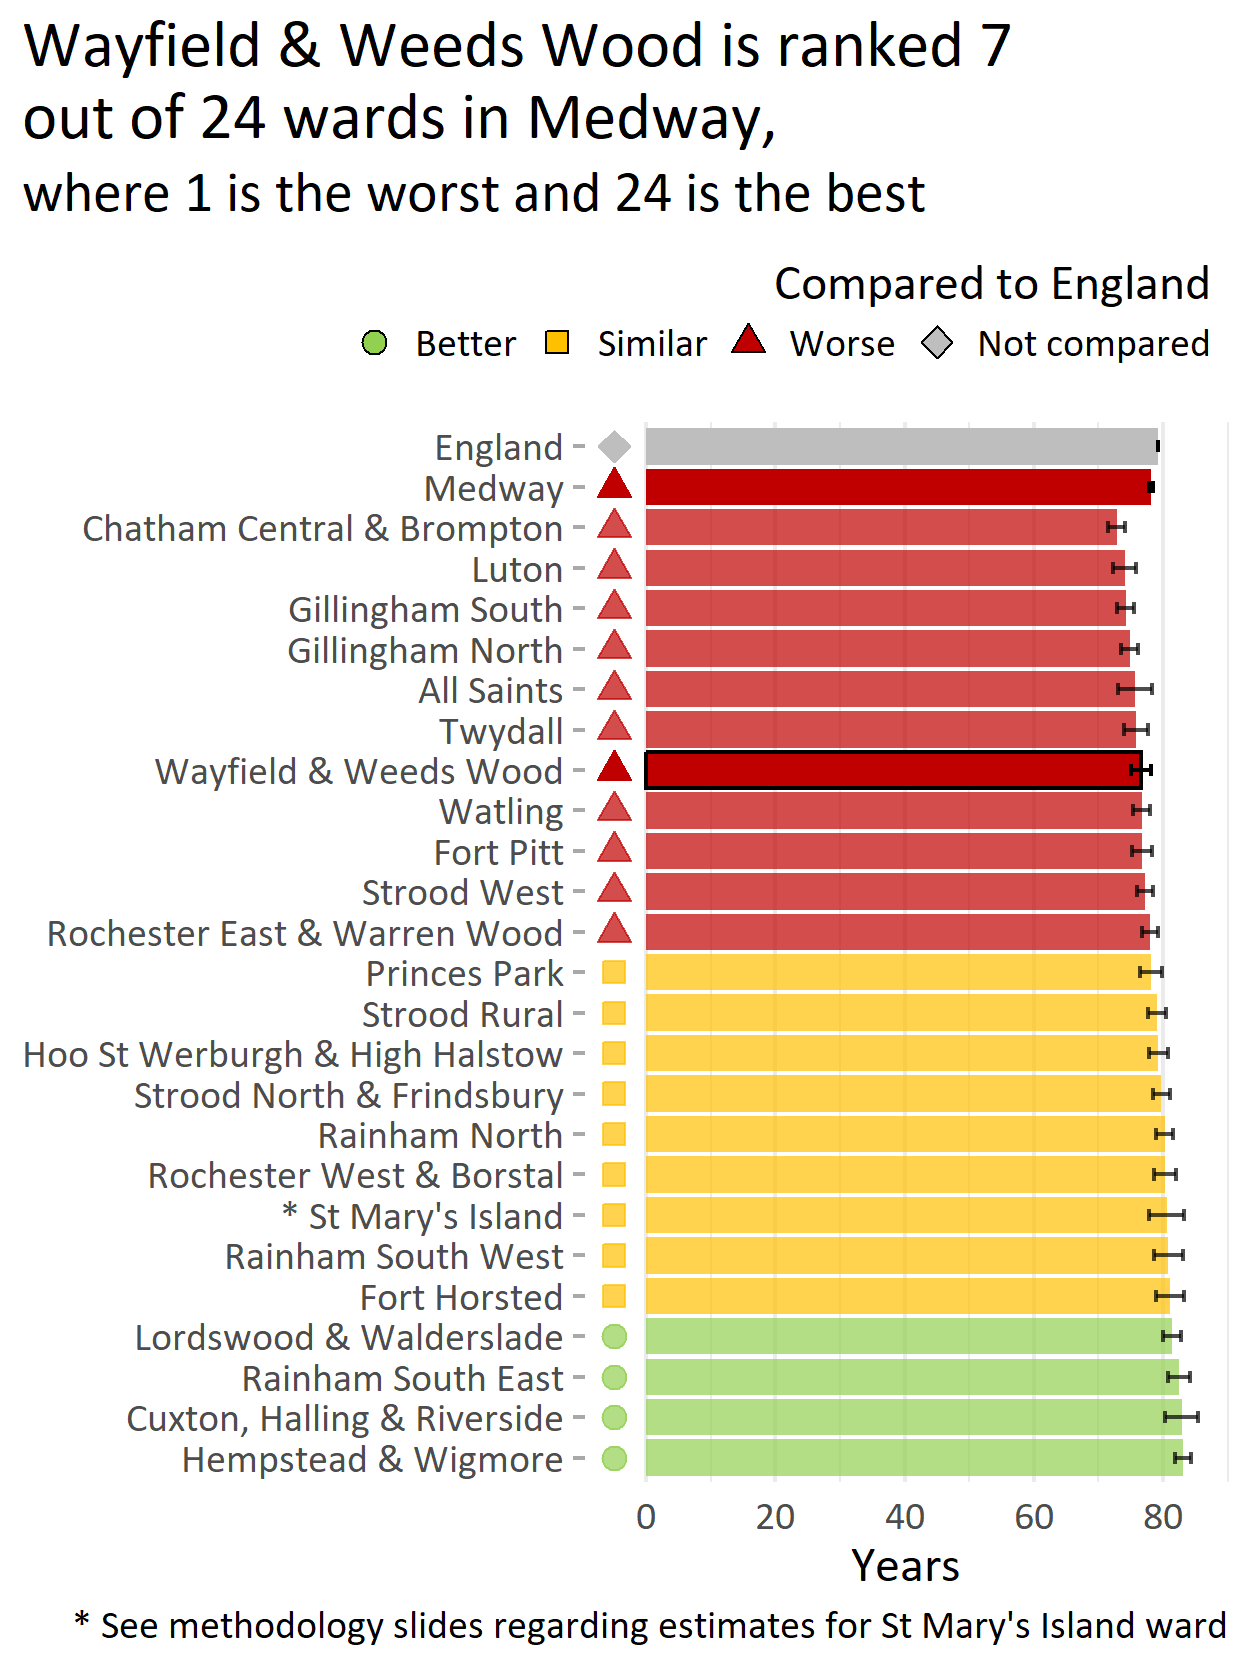 Wayfield & Weeds Wood is ranked 7
out of 24 wards in Medway,
where 1 is the worst and 24 is the best
Compared to England
Better Similar Worse Not compared
England
Medway
Chatham Central & Brompton
Luton
Gillingham South
Gillingham North
All Saints
Twydall
Wayfield & Weeds Wood
Watling
Fort Pitt
Strood West
Rochester East & Warren Wood
Princes Park
Strood Rural
Hoo St Werburgh & High Halstow
Strood North & Frindsbury
Rainham North
Rochester West & Borstal
* St Mary's Island
Rainham South West
Fort Horsted
Lordswood & Walderslade
Rainham South East
Cuxton, Halling & Riverside
Hempstead & Wigmore
0 20 40 60 80
Years
* See methodology slides regarding estimates for St Mary's Island ward